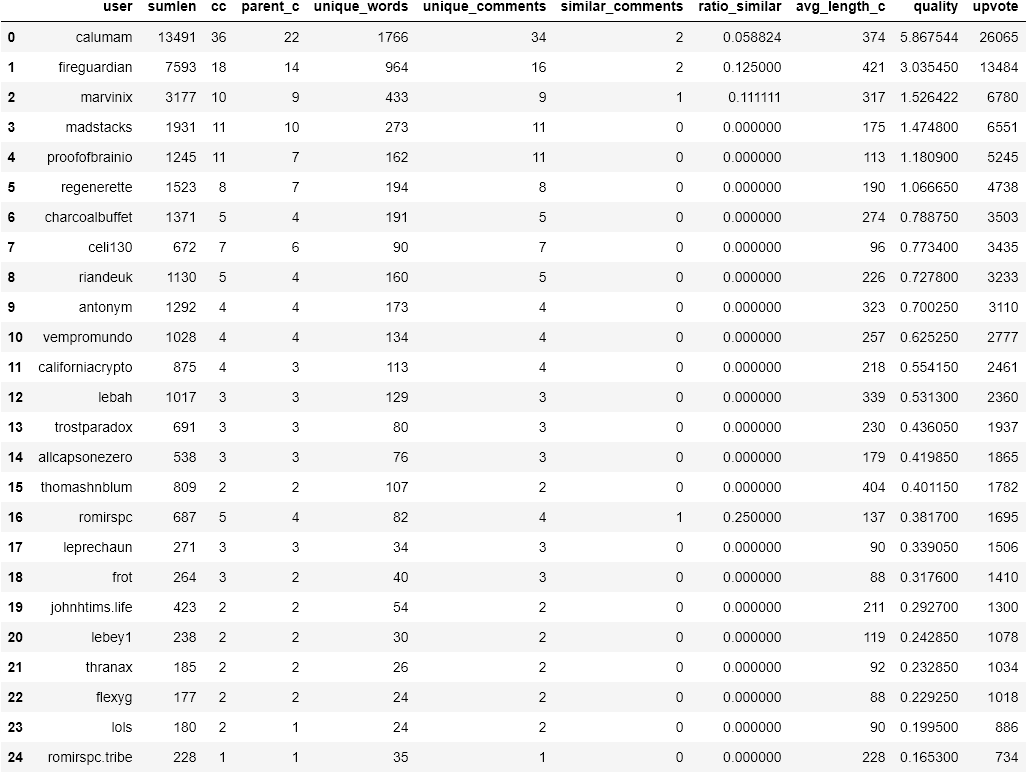 user sumlen cc parent_c unique_words unique_comments similar_comments ratio_similar avg_length_c quality upvote
0 calumam 13491 36 22 1766 34 2 0.058824 374 5.867544 26065
1 fireguardian 7593 18 14 964 16 2 0.125000 421 3.035450 13484
2 marvinix 3177 10 9 433 9 1 0.111111 317 1.526422 6780
3 madstacks 1931 11 10 273 11 0 0.000000 175 1.474800 6551
4 proofofbrainio 1245 11 7 162 11 0 0.000000 113 1.180900 5245
5 regenerette 1523 8 7 194 8 0 0.000000 190 1.066650 4738
6 charcoalbuffet 1371 5 4 191 5 0 0.000000 274 0.788750 3503
7 celi130 672 7 6 90 7 0 0.000000 96 0.773400 3435
8 riandeuk 1130 5 4 160 5 0 0.000000 226 0.727800 3233
9 antonym 1292 4 4 173 4 0 0.000000 323 0.700250 3110
10 vempromundo 1028 4 4 134 4 0 0.000000 257 0.625250 2777
11 californiacrypto 875 4 3 113 4 0 0.000000 218 0.554150 2461
12 lebah 1017 3 3 129 3 0 0.000000 339 0.531300 2360
13 trostparadox 691 3 3 80 3 0 0.000000 230 0.436050 1937
14 allcapsonezero 538 3 3 76 3 0 0.000000 179 0.419850 1865
15 thomashnblum 809 2 2 107 2 0 0.000000 404 0.401150 1782
16 romirspc 687 5 4 82 4 1 0.250000 137 0.381700 1695
17 leprechaun 271 3 3 34 3 0 0.000000 90 0.339050 1506
18 frot 264 3 2 40 3 0 0.000000 88 0.317600 1410
19 johnhtims.life 423 2 2 54 2 0 0.000000 211 0.292700 1300
20 lebey1 238 2 2 30 2 0 0.000000 119 0.242850 1078
21 thranax 185 2 2 26 2 0 0.000000 92 0.232850 1034
22 flexyg 177 2 2 24 2 0 0.000000 88 0.229250 1018
23 lols 180 2 1 24 2 0 0.000000 90 0.199500 886
24 romirspc.tribe 228 1 1 35 1 0 0.000000 228 0.165300 734